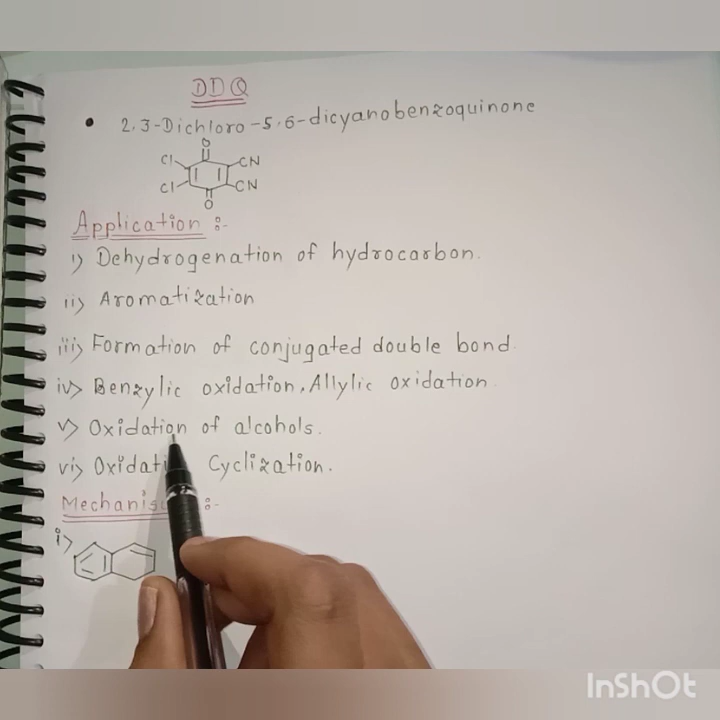 DDQ
• 2,3-Dichloro-5,6-dicyanobenzoquinone
O
Cl CN
Cl CN
O
Application :-
i) Dehydrogenation of hydrocarbon.
ii) Aromatization
iii) Formation of conjugated double bond.
iv) Benzylic oxidation, Allylic oxidation
v) Oxidation of alcohols.
vi) Oxidati Cyclization.
Mechanis :-
i)
InShOt